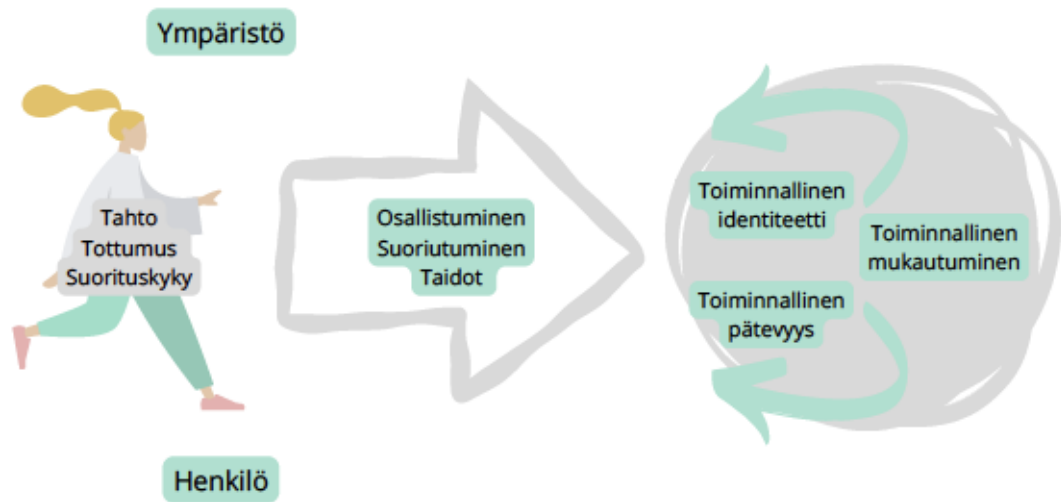 Ympäristö
Tahto
Tottumus
Suorituskyky
Osallistuminen
Suoriutuminen
Taidot
Toiminnallinen
identiteetti
Toiminnallinen
mukautuminen
Toiminnallinen
pätevyys
Henkilö